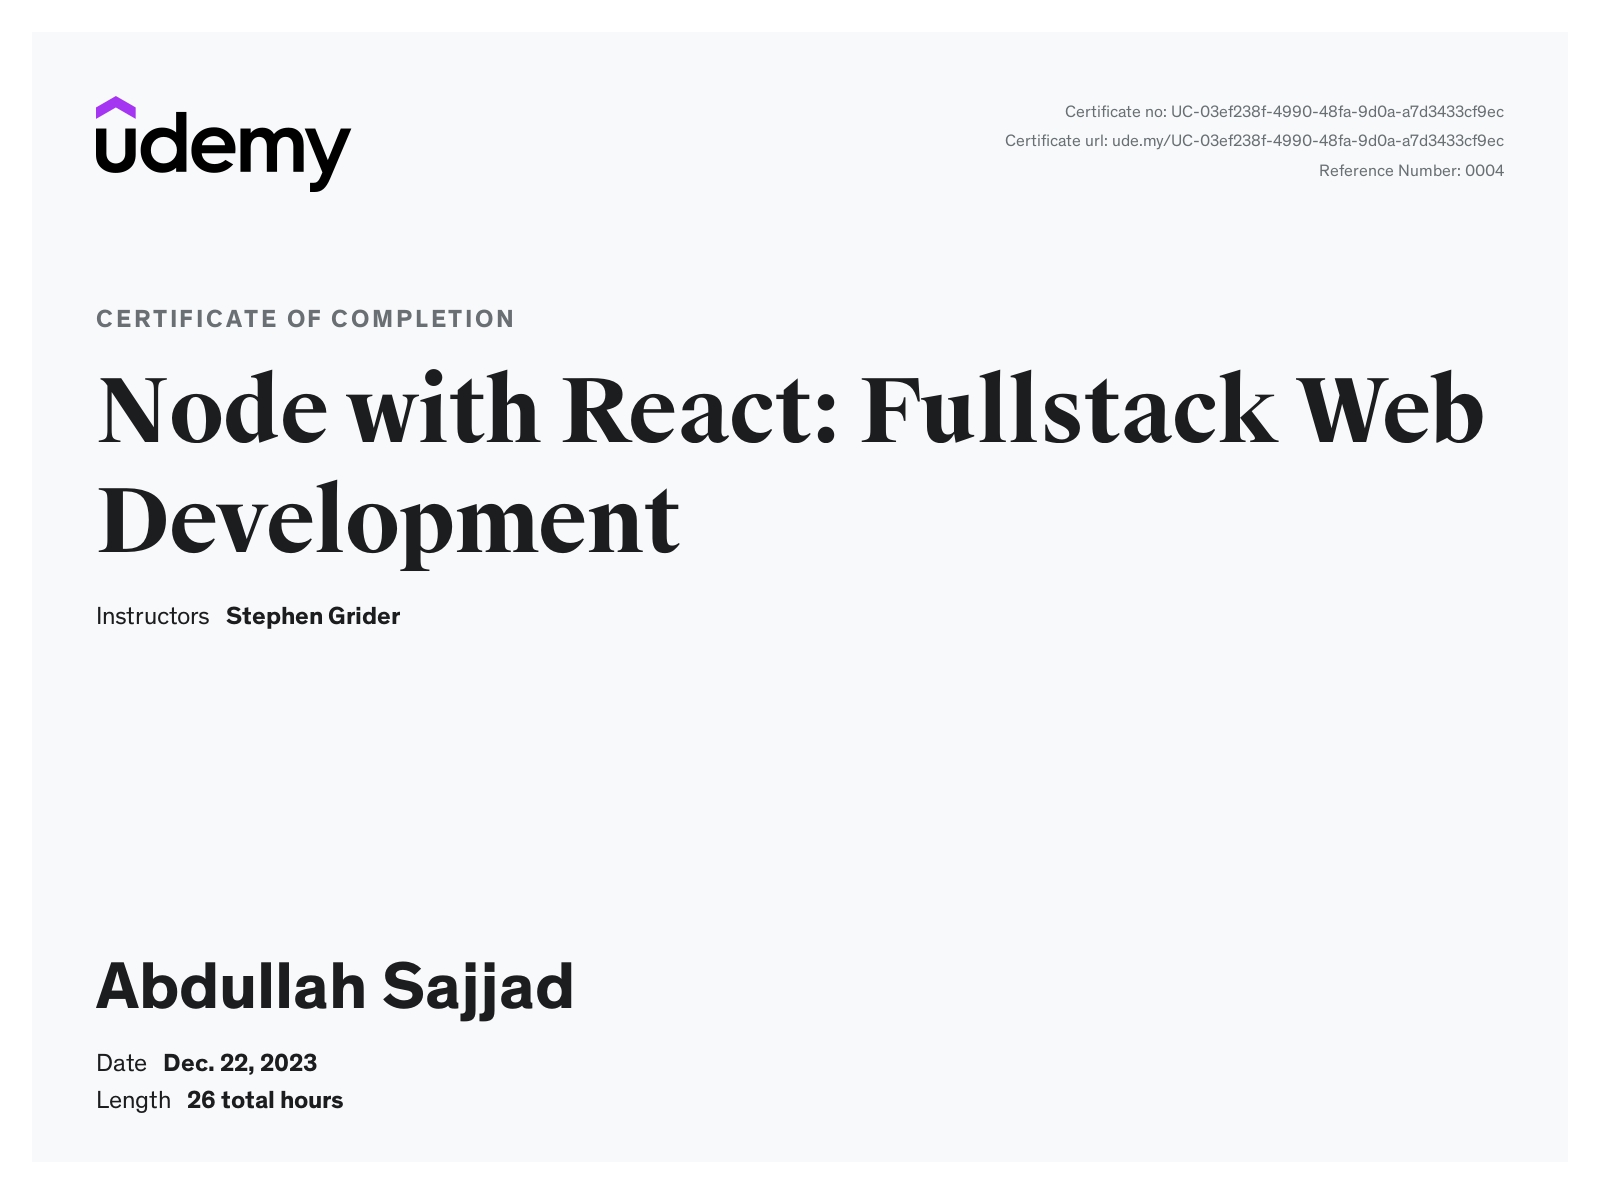 udemy
Certificate no: UC-03ef238f-4990-48fa-9d0a-a7d3433cf9ec
Certificate url: ude.my/UC-03ef238f-4990-48fa-9d0a-a7d3433cf9ec
Reference Number: 0004
CERTIFICATE OF COMPLETION
Node with React: Fullstack Web
Development
Instructors Stephen Grider
Abdullah Sajjad
Date Dec. 22, 2023
Length 26 total hours